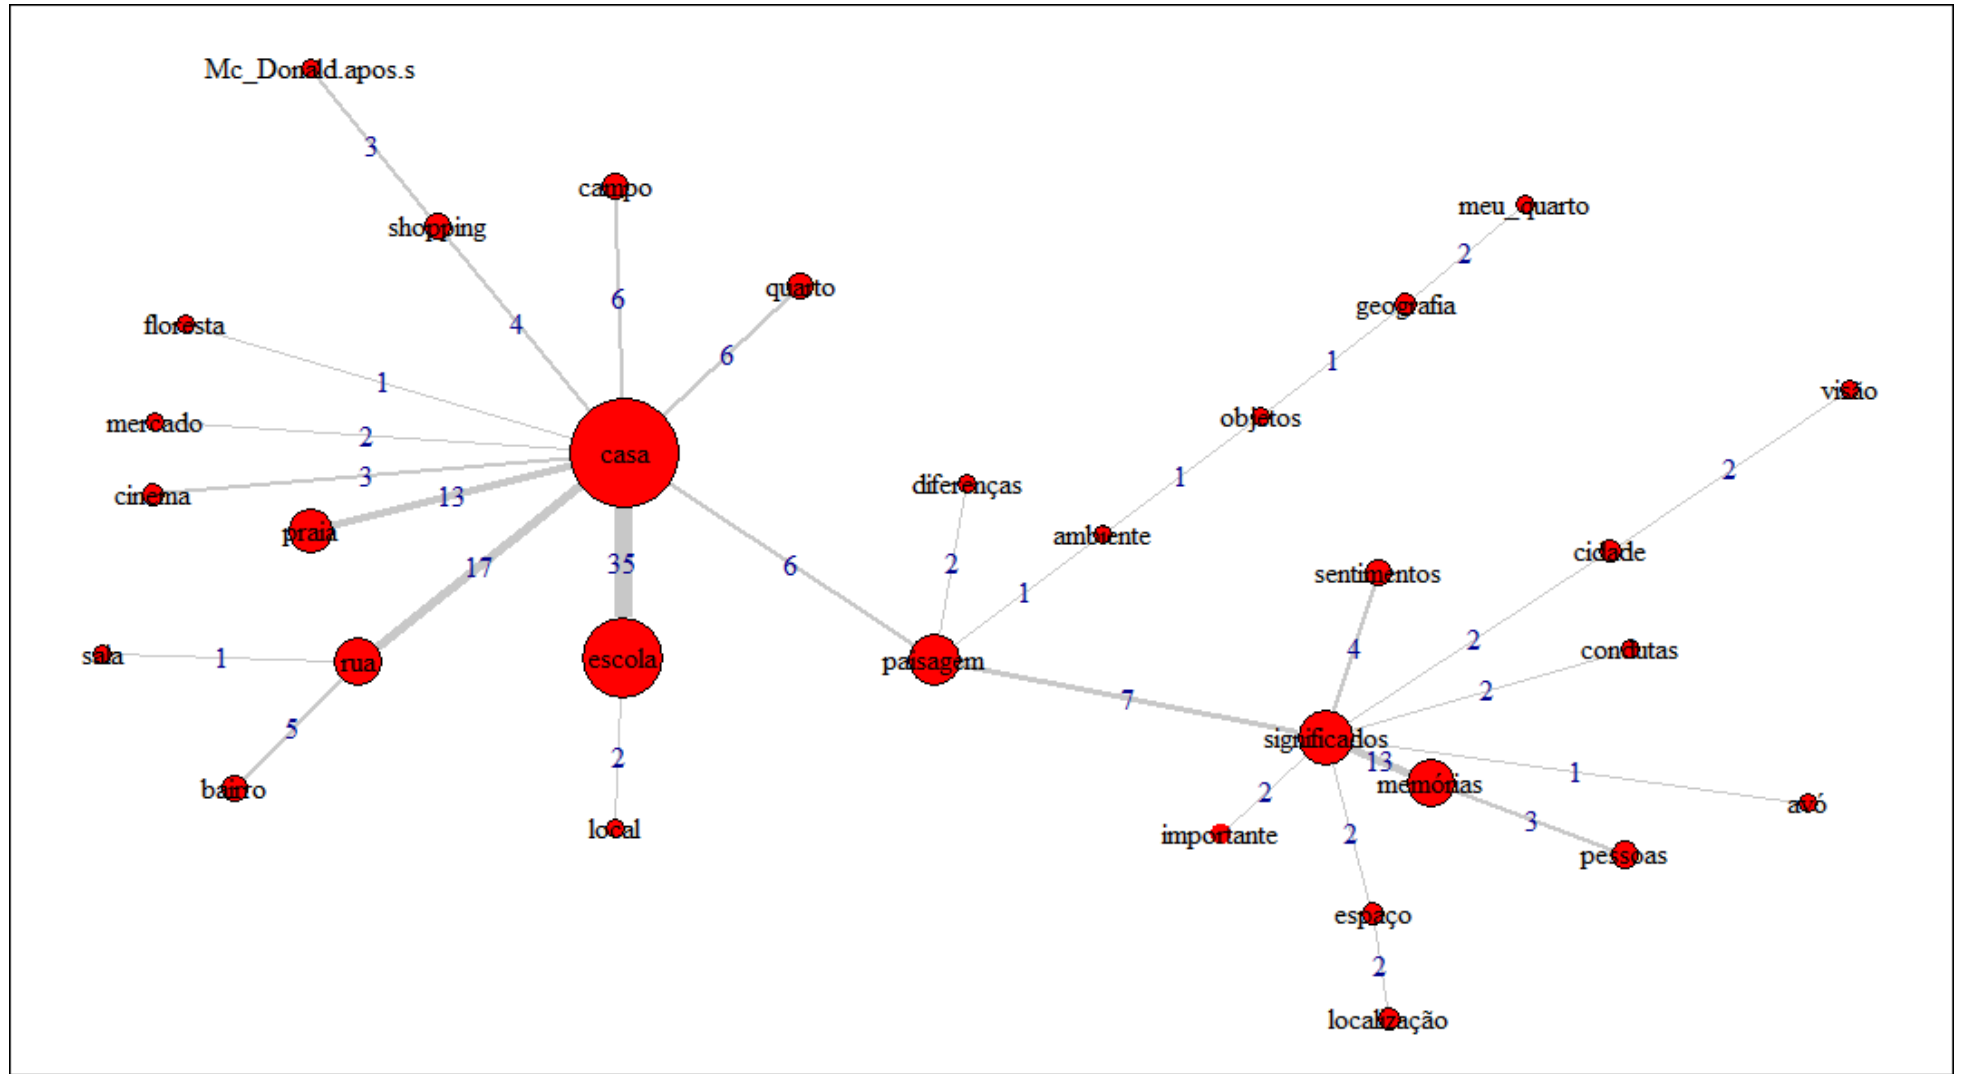 Mc_Donald.apos.s
3
campo
shopping
meu_quarto
2
quarto
6
geografia
floresta
4
6
1
1
visão
mercado
2
casa
objetos
3
cinema
13
1
2
diferenças
praia
ambiente
17
35
6
2
1
sentimentos
cidade
2
4
condutas
sala
1
rua
escola
paisagem
2
7
5
2
significados
13
1
bairro
memórias
2
avó
local
importante
2
3
pessoas
espaço
2
localização